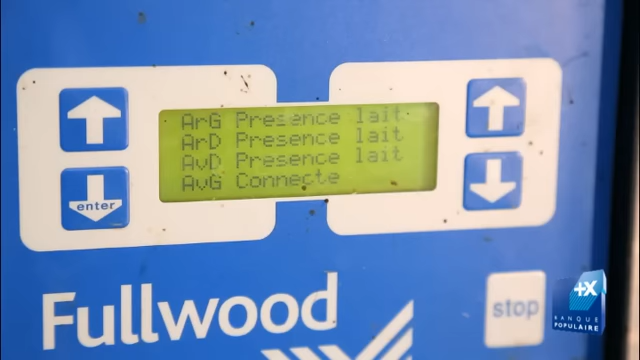 ArG Presence lait
ArD Presence lait
AvD Presence lait
AvG Connecte
enter
Fullwood
stop
+X
BANQUE
POPULAIRE